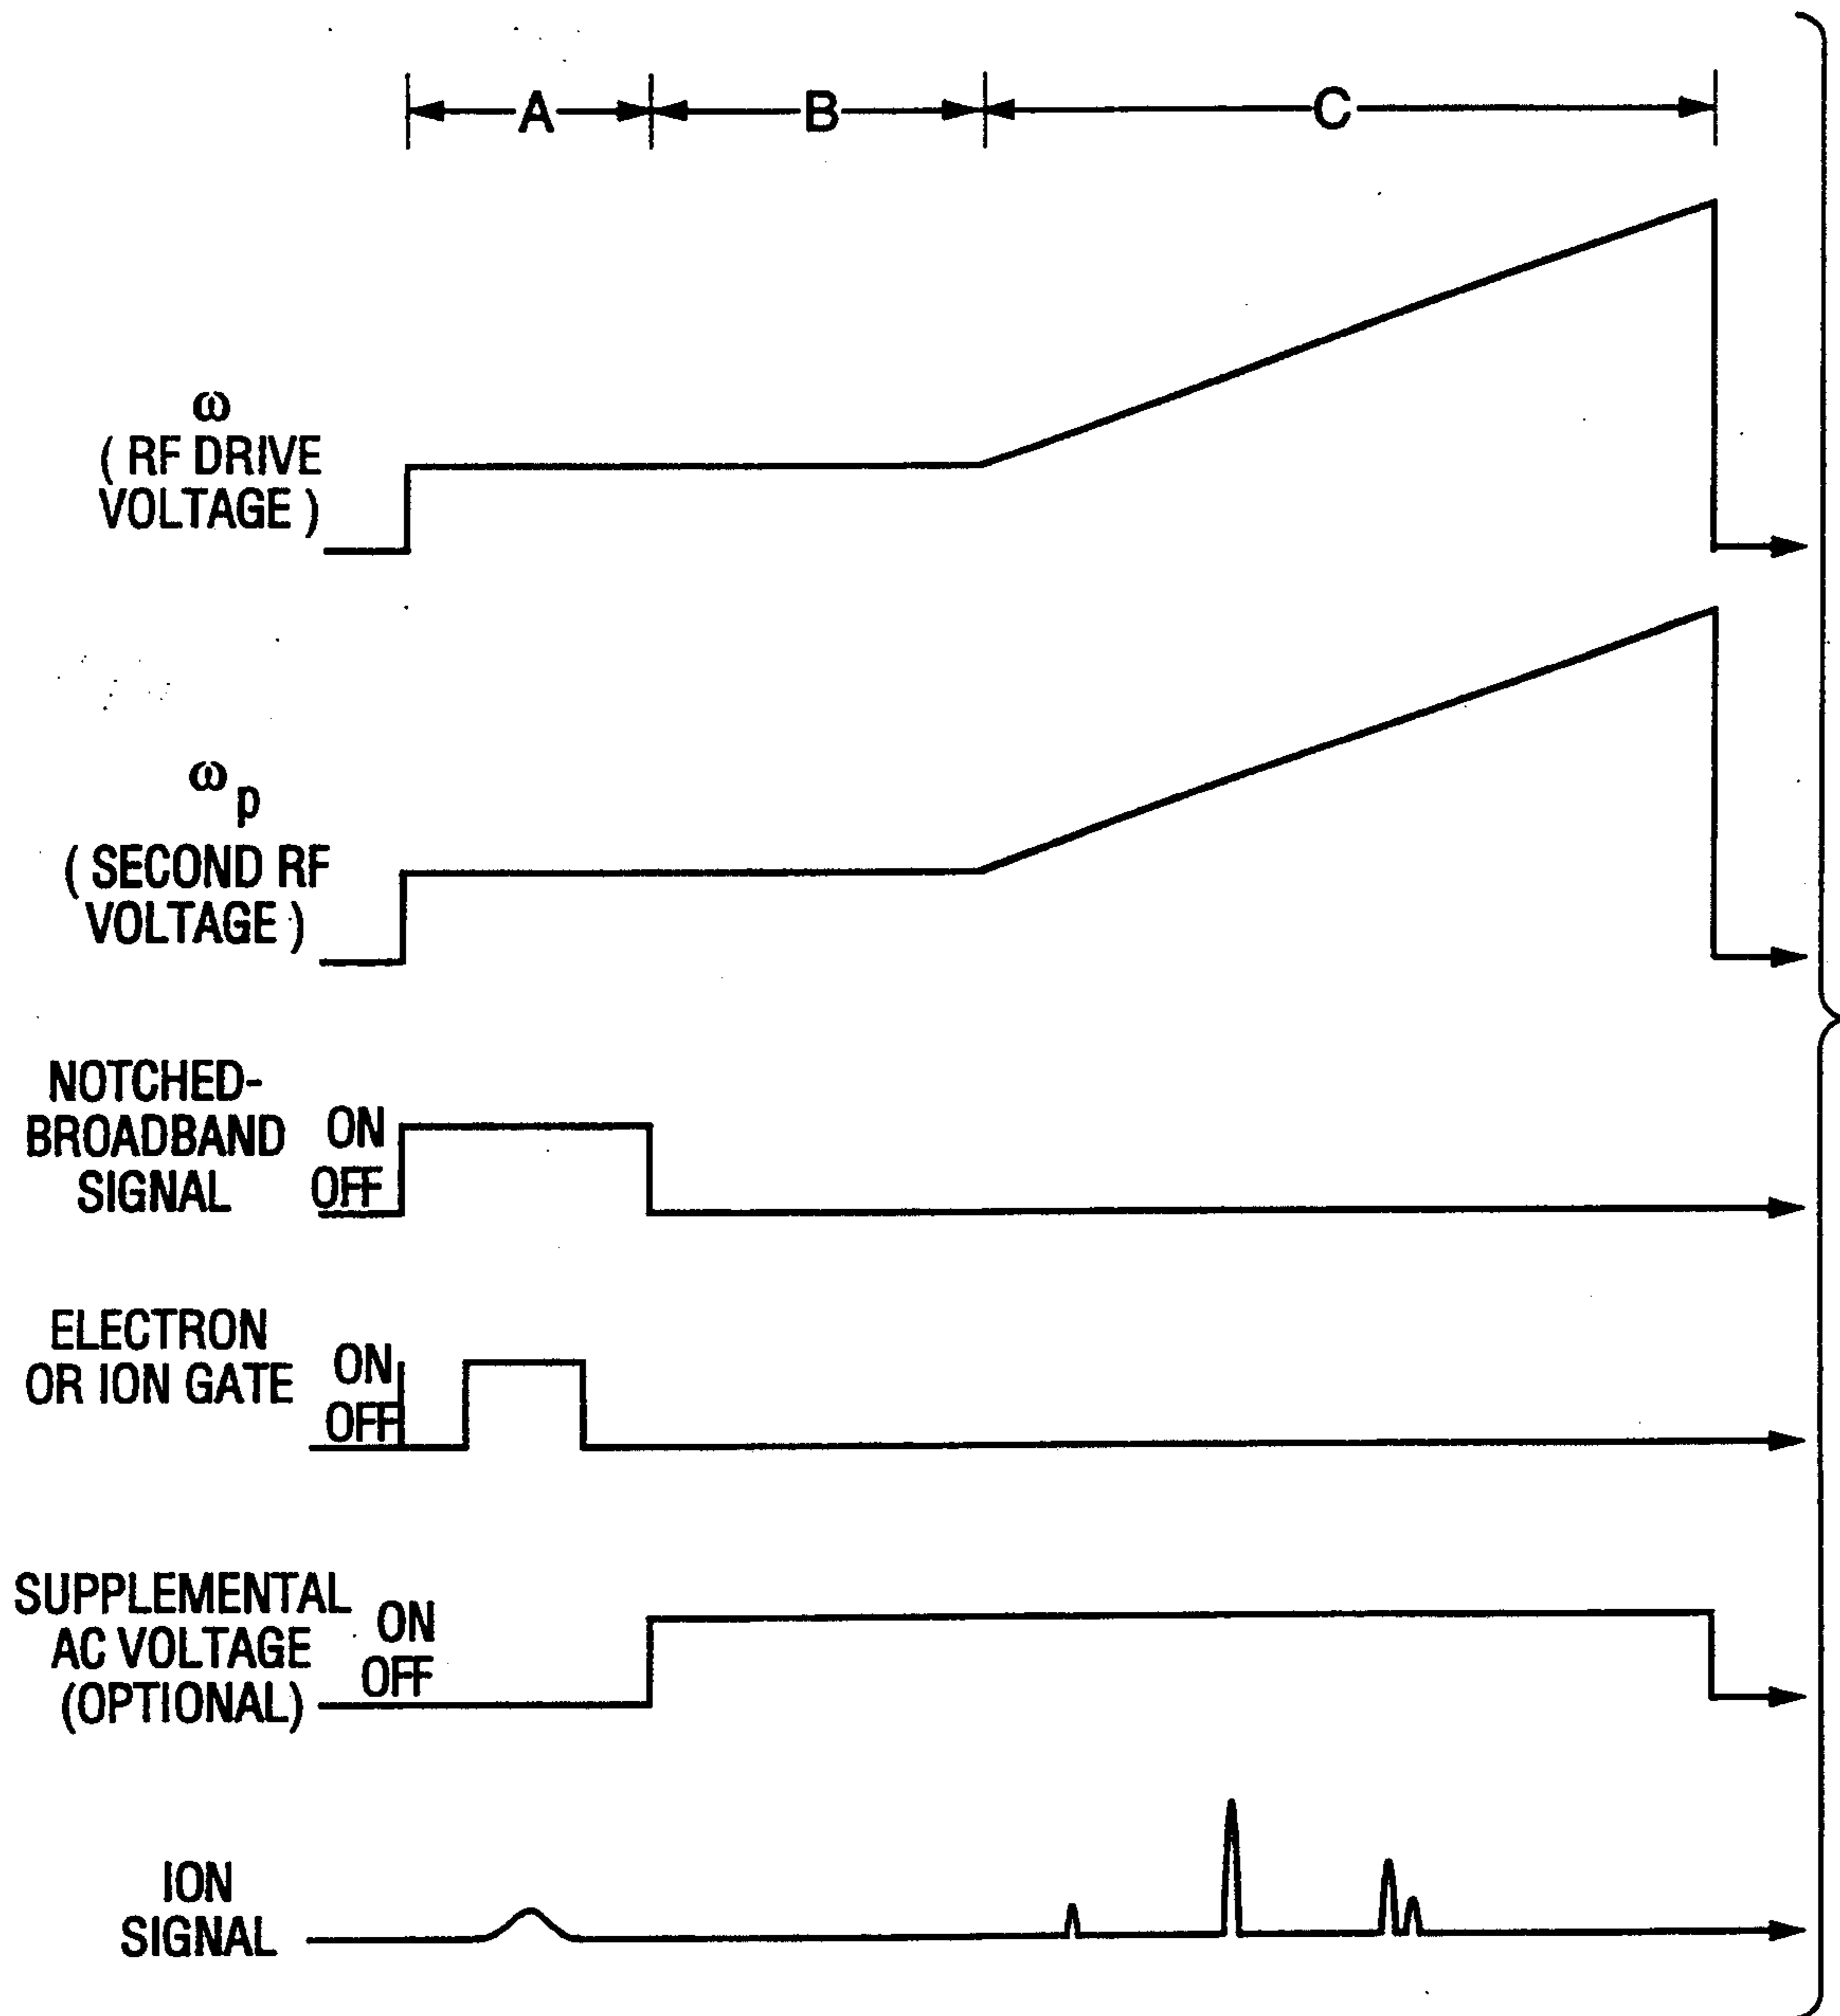 A B C
ω
( RF DRIVE
VOLTAGE )
ω p
( SECOND RF
VOLTAGE )
NOTCHED-
BROADBAND
SIGNAL
ON
OFF
ELECTRON
OR ION GATE
ON
OFF
SUPPLEMENTAL
AC VOLTAGE
(OPTIONAL)
ON
OFF
ION
SIGNAL